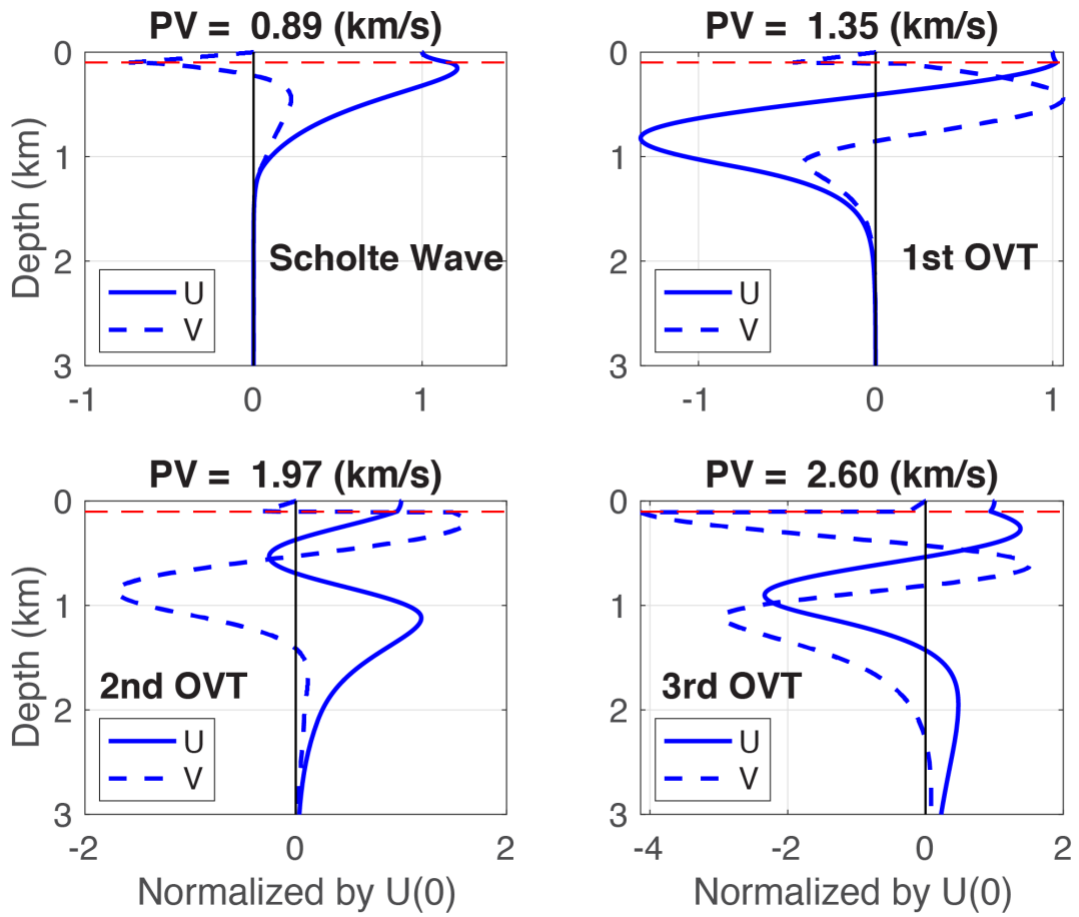 PV = 0.89 (km/s)
0
1
2
3
Depth (km)
-1
0
1
Scholte Wave
U
V
PV = 1.35 (km/s)
0
1
2
3
-1
0
1
1st OVT
U
V
PV = 1.97 (km/s)
0
1
2
3
Depth (km)
-2
0
2
2nd OVT
U
V
Normalized by U(0)
PV = 2.60 (km/s)
0
1
2
3
-4
-2
0
2
3rd OVT
U
V
Normalized by U(0)